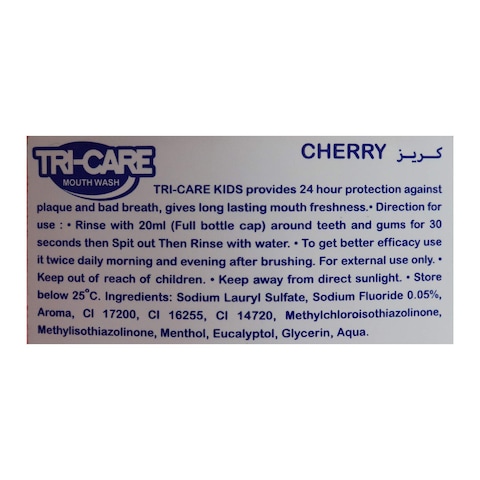 TRI-CARE
MOUTH WASH
CHERRY كريز
TRI-CARE KIDS provides 24 hour protection against
plaque and bad breath, gives long lasting mouth freshness.• Direction for
use : • Rinse with 20ml (Full bottle cap) around teeth and gums for 30
seconds then Spit out Then Rinse with water. • To get better efficacy use
it twice daily morning and evening after brushing. For external use only. •
Keep out of reach of children. • Keep away from direct sunlight. • Store
below 25°C. Ingredients: Sodium Lauryl Sulfate, Sodium Fluoride 0.05%,
Aroma, CI 17200, CI 16255, CI 14720, Methylchloroisothiazolinone,
Methylisothiazolinone, Menthol, Eucalyptol, Glycerin, Aqua.